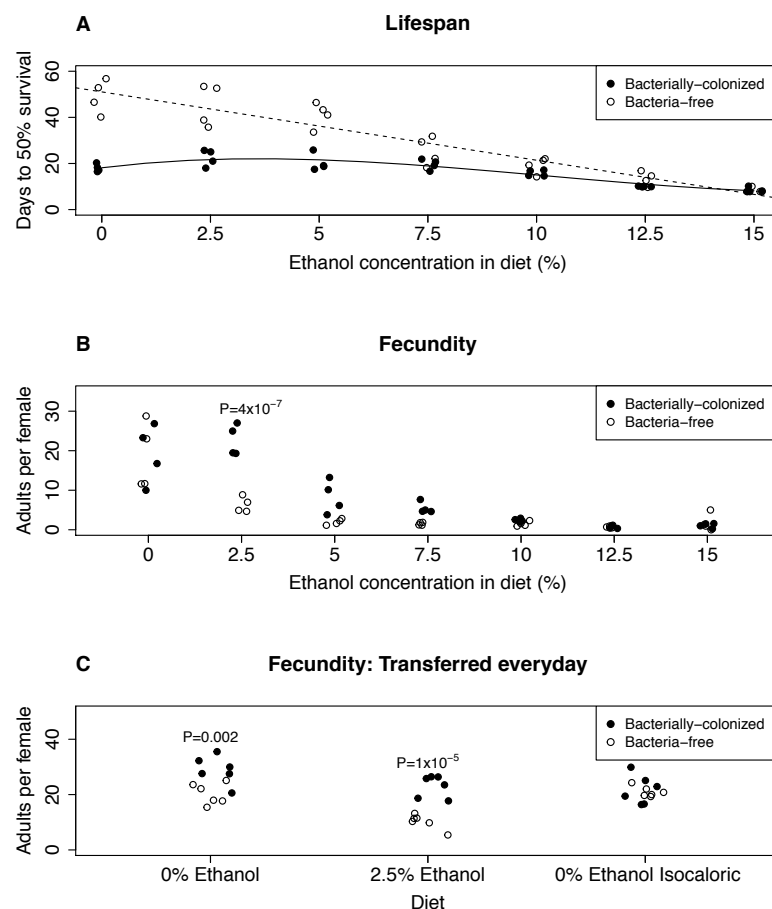 A
Lifespan
Days to 50% survival
60
40
20
0
Bacterially−colonized
Bacteria−free
0 2.5 5 7.5 10 12.5 15
Ethanol concentration in diet (%)
B
Fecundity
Adults per female
30
20
10
0
P=4x10⁻⁷
Bacterially−colonized
Bacteria−free
0 2.5 5 7.5 10 12.5 15
Ethanol concentration in diet (%)
C
Fecundity: Transferred everyday
Adults per female
40
20
0
P=0.002
P=1x10⁻⁵
Bacterially−colonized
Bacteria−free
0% Ethanol 2.5% Ethanol 0% Ethanol Isocaloric
Diet